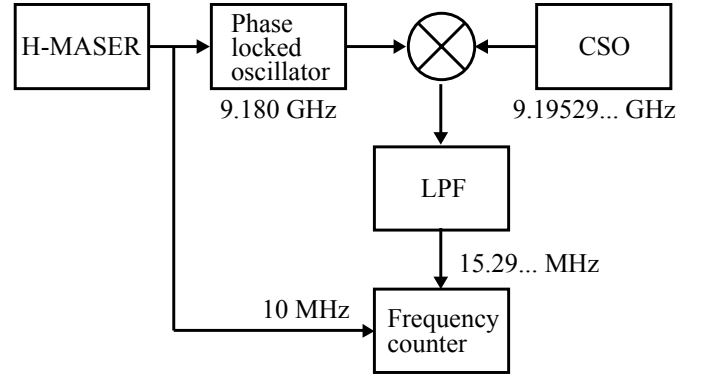 H-MASER
Phase
locked
oscillator
CSO
9.180 GHz
9.19529... GHz
LPF
15.29... MHz
10 MHz
Frequency
counter